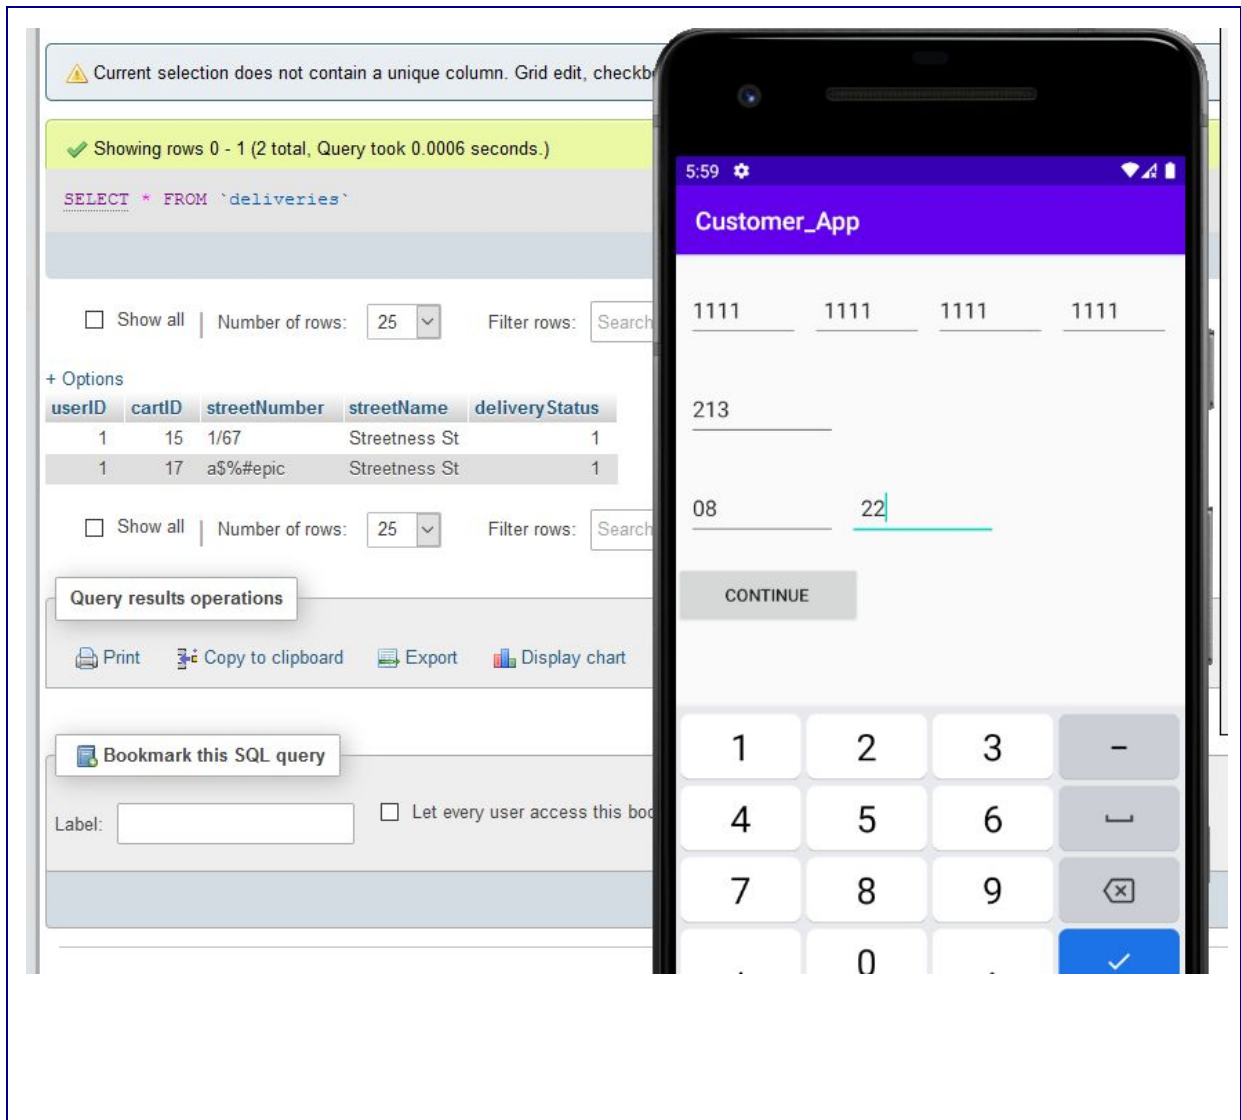 Current selection does not contain a unique column. Grid edit, checkb
Showing rows 0 - 1 (2 total, Query took 0.0006 seconds.)
SELECT * FROM `deliveries`
Show all | Number of rows: 25 Filter rows: Search
+ Options
userID cartID streetNumber streetName deliveryStatus
1 15 1/67 Streetness St 1
1 17 a$%#epic Streetness St 1
Show all | Number of rows: 25 Filter rows: Search
Query results operations
Print Copy to clipboard Export Display chart
Bookmark this SQL query
Label: Let every user access this boo
5:59
Customer_App
1111 1111 1111 1111
213
08 22
CONTINUE
1 2 3 -
4 5 6
7 8 9
0